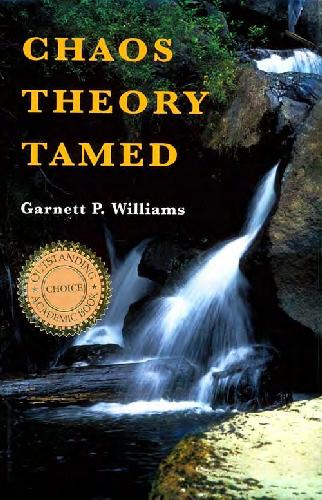 CHAOS
THEORY
TAMED
Garnett P. Williams
OUTSTANDING
CHOICE
ACADEMIC BOOK